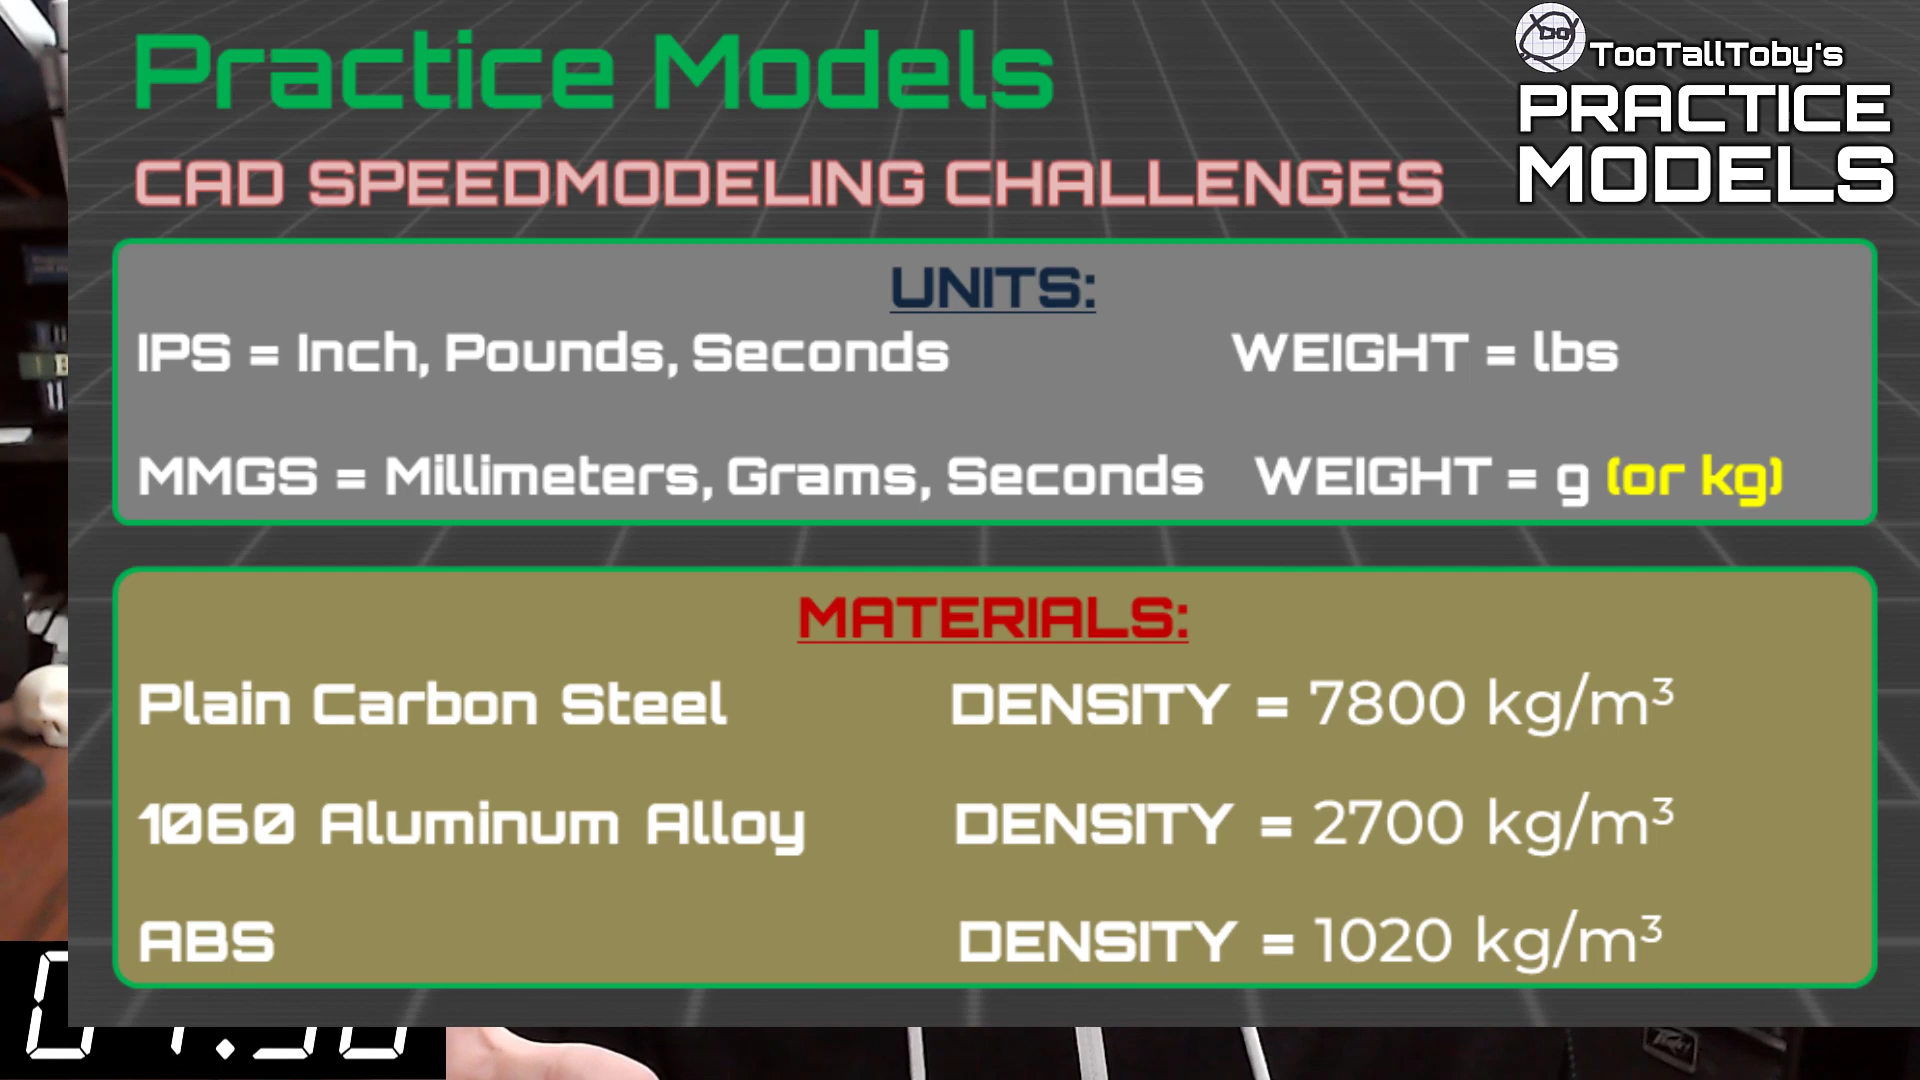 Practice Models
TooTallToby's
PRACTICE
MODELS
CAD SPEEDMODELING CHALLENGES
UNITS:
IPS = Inch, Pounds, Seconds WEIGHT = lbs
MMGS = Millimeters, Grams, Seconds WEIGHT = g (or kg)
MATERIALS:
Plain Carbon Steel DENSITY = 7800 kg/m³
1060 Aluminum Alloy DENSITY = 2700 kg/m³
ABS DENSITY = 1020 kg/m³